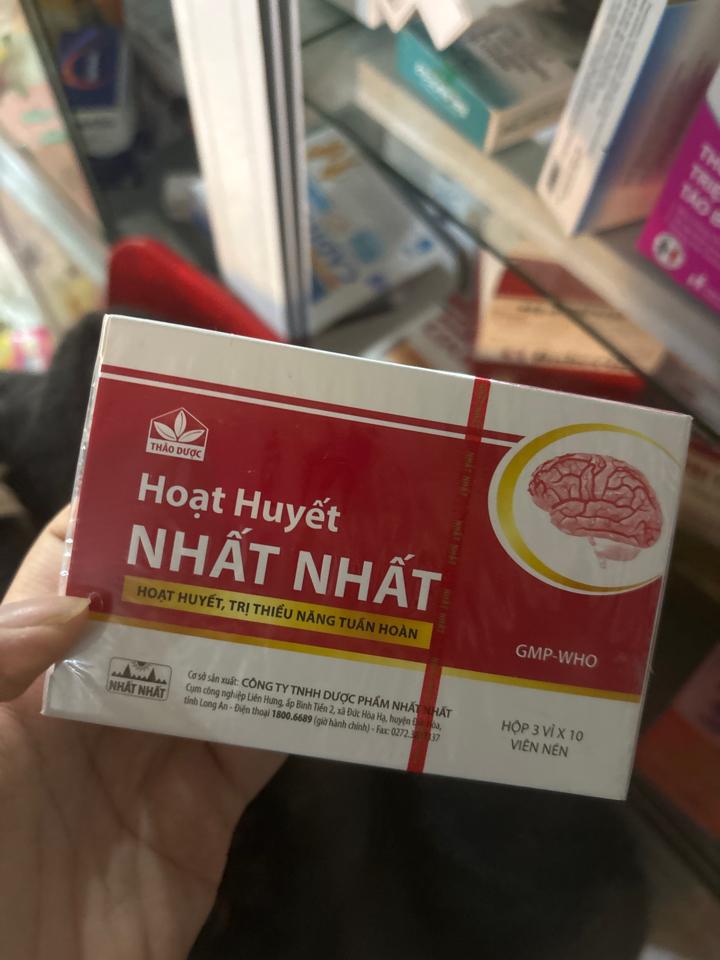 THẢO DƯỢC
Hoạt Huyết
NHẤT NHẤT
HOẠT HUYẾT, TRỊ THIỂU NĂNG TUẦN HOÀN
GMP-WHO
NHẤT NHẤT
Cơ sở sản xuất: CÔNG TY TNHH DƯỢC PHẨM NHẤT NHẤT
Cụm công nghiệp Liên Hưng, ấp Bình Tiền 2, xã Đức Hòa Hạ, huyện Đức Hòa,
tỉnh Long An - Điện thoại 1800.6689 (giờ hành chính) - Fax: 0272.
HỘP 3 VỈ X 10
VIÊN NÉN